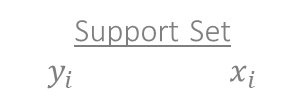 Support Set
yᵢ xᵢ